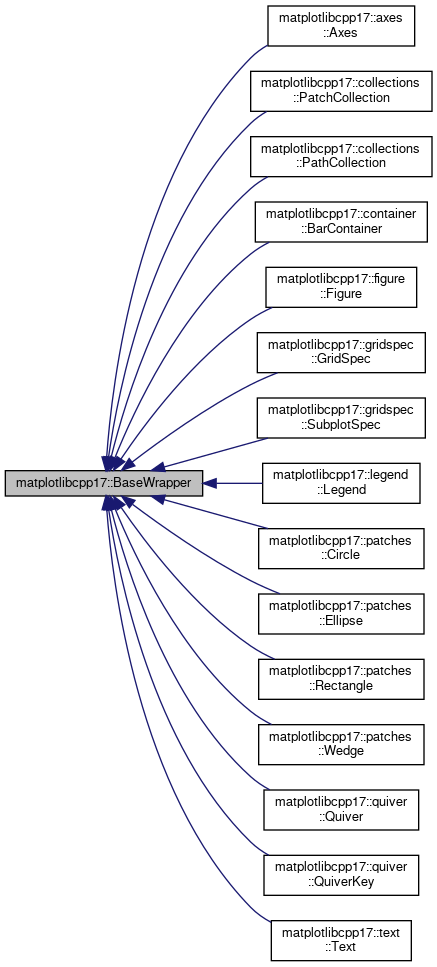 matplotlibcpp17::axes
::Axes
matplotlibcpp17::collections
::PatchCollection
matplotlibcpp17::collections
::PathCollection
matplotlibcpp17::container
::BarContainer
matplotlibcpp17::figure
::Figure
matplotlibcpp17::gridspec
::GridSpec
matplotlibcpp17::gridspec
::SubplotSpec
matplotlibcpp17::BaseWrapper
matplotlibcpp17::legend
::Legend
matplotlibcpp17::patches
::Circle
matplotlibcpp17::patches
::Ellipse
matplotlibcpp17::patches
::Rectangle
matplotlibcpp17::patches
::Wedge
matplotlibcpp17::quiver
::Quiver
matplotlibcpp17::quiver
::QuiverKey
matplotlibcpp17::text
::Text